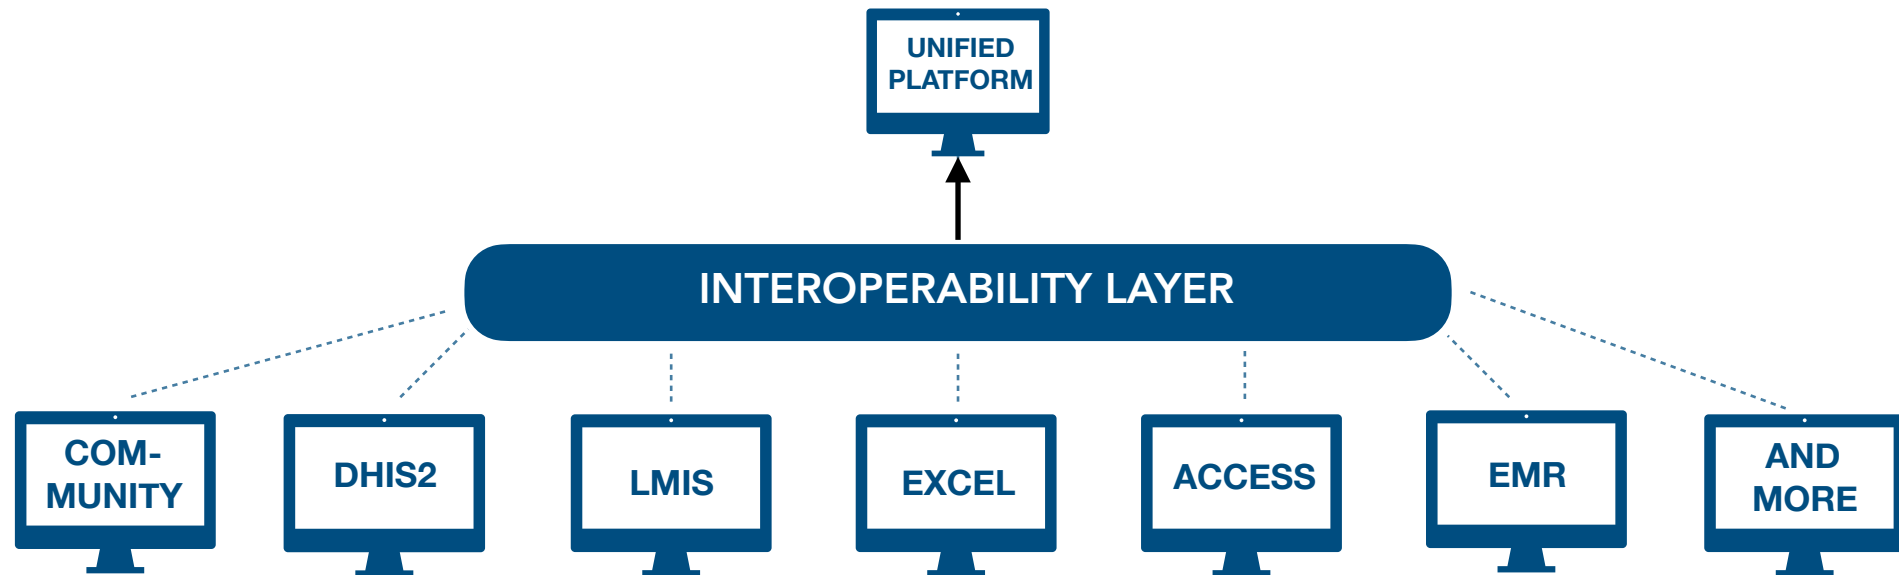 UNIFIED
PLATFORM
INTEROPERABILITY LAYER
COM-
MUNITY
DHIS2
LMIS
EXCEL
ACCESS
EMR
AND
MORE